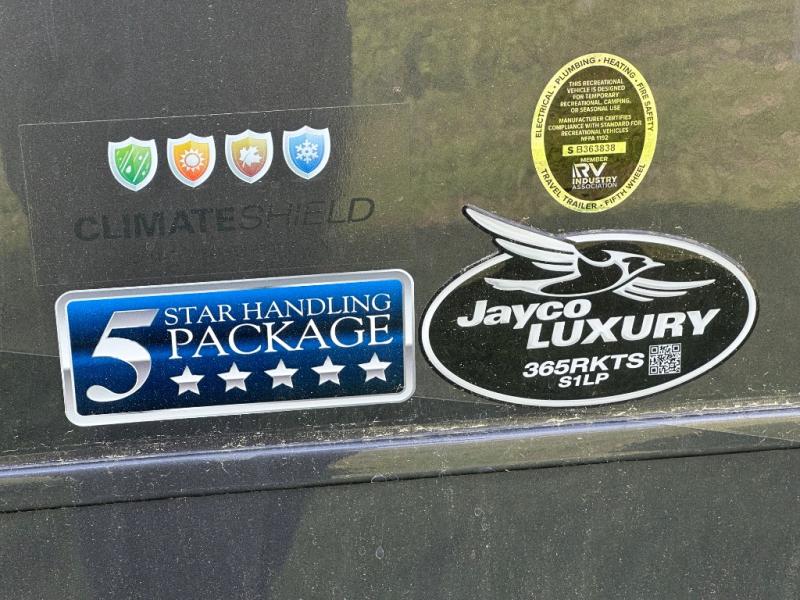 ELECTRICAL • PLUMBING • HEATING • FIRE SAFETY
THIS RECREATIONAL
VEHICLE IS DESIGNED
FOR TEMPORARY
RECREATIONAL, CAMPING,
OR SEASONAL USE
MANUFACTURER CERTIFIES
COMPLIANCE WITH STANDARD FOR
RECREATIONAL VEHICLES
NFPA 1192
S B363838
MEMBER
RV
INDUSTRY
ASSOCIATION
TRAVEL TRAILER • FIFTH WHEEL
CLIMATESHIELD
5 STAR HANDLING
PACKAGE
Jayco
LUXURY
365RKTS
S1LP